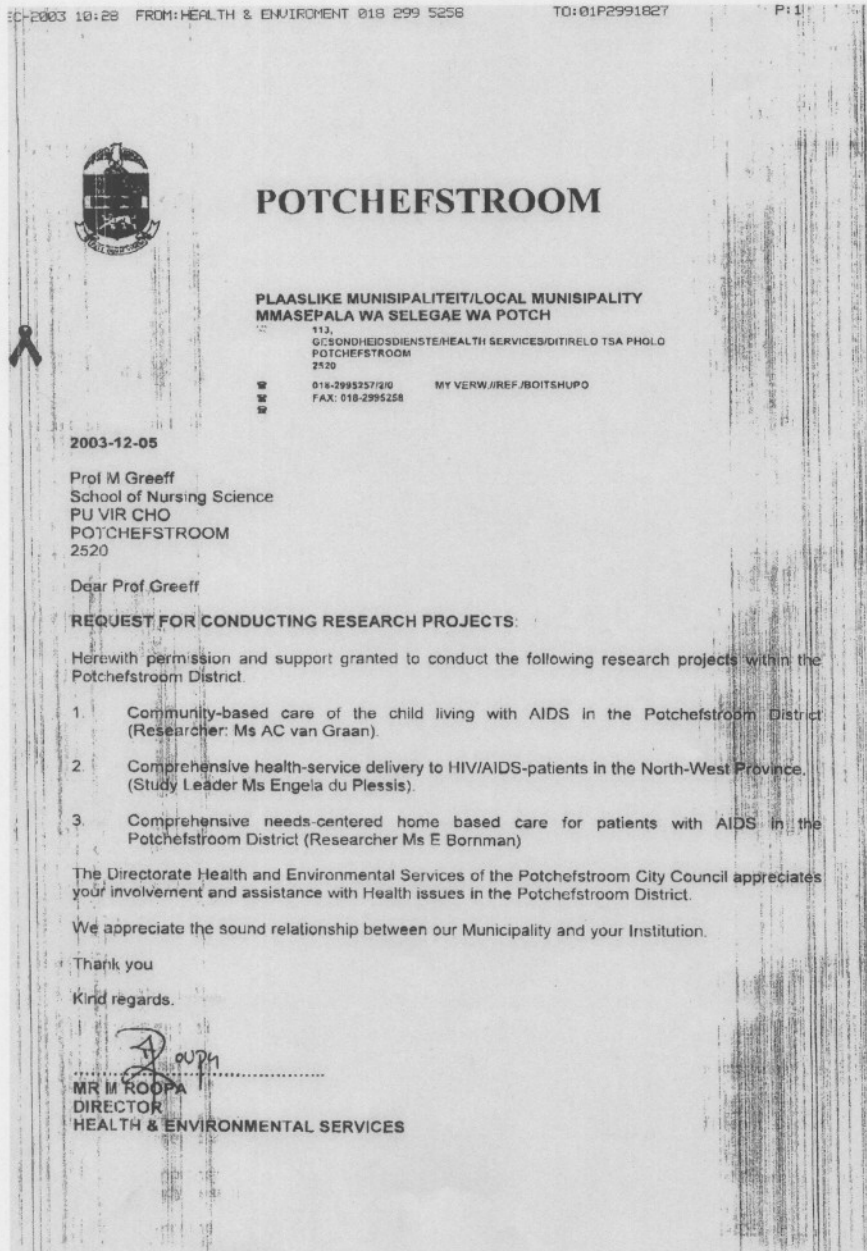 EC-2003 10:28 FROM:HEALTH & ENVIROMENT 018 299 5258 TO:01P2991827 P:1
POTCHEFSTROOM
PLAASLIKE MUNISIPALITEIT/LOCAL MUNISIPALITY
MMASEPALA WA SELEGAE WA POTCH
113,
GESONDHEIDSDIENSTE/HEALTH SERVICES/DITIRELO TSA PHOLO
POTCHEFSTROOM
2520
018-2995257/2/0 MY VERW.//REF./BOITSHUPO
FAX: 018-2995258
2003-12-05
Prof M Greeff
School of Nursing Science
PU VIR CHO
POTCHEFSTROOM
2520
Dear Prof Greeff
REQUEST FOR CONDUCTING RESEARCH PROJECTS:
Herewith permission and support granted to conduct the following research projects within the
Potchefstroom District.
1. Community-based care of the child living with AIDS in the Potchefstroom District
(Researcher: Ms AC van Graan).
2. Comprehensive health-service delivery to HIV/AIDS-patients in the North-West Province.
(Study Leader Ms Engela du Plessis).
3. Comprehensive needs-centered home based care for patients with AIDS in the
Potchefstroom District (Researcher Ms E Bornman)
The Directorate Health and Environmental Services of the Potchefstroom City Council appreciates
your involvement and assistance with Health issues in the Potchefstroom District.
We appreciate the sound relationship between our Municipality and your Institution.
Thank you
Kind regards.
MR M ROOPA
DIRECTOR
HEALTH & ENVIRONMENTAL SERVICES